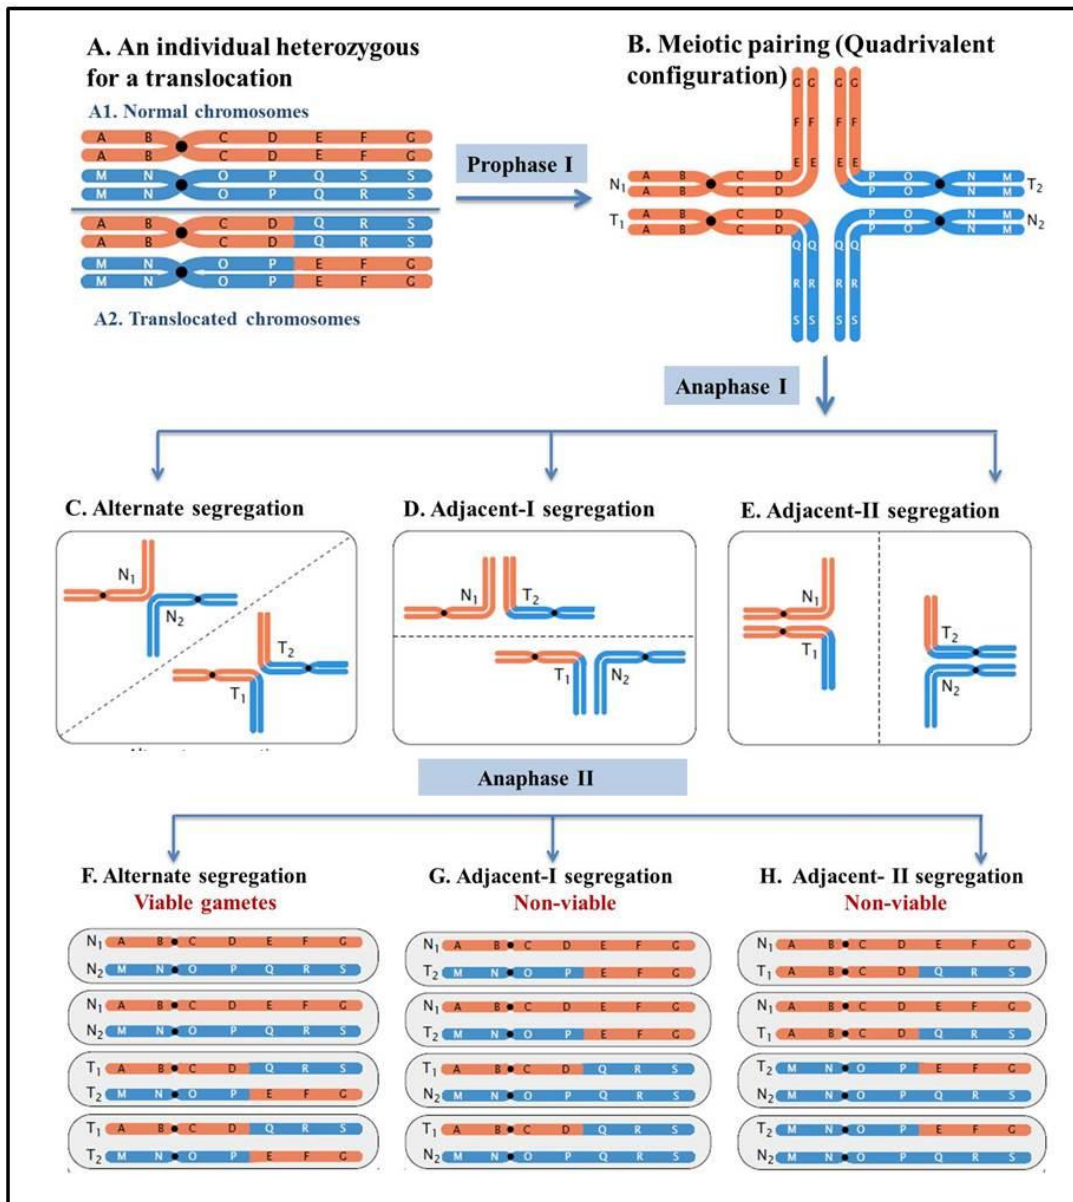 A. An individual heterozygous
for a translocation
A1. Normal chromosomes
A B C D E F G
A B C D E F G
M N O P Q S S
M N O P Q R S
A B C D Q R S
A B C D Q R S
M N O P E F G
M N O P E F G
A2. Translocated chromosomes
Prophase I
B. Meiotic pairing (Quadrivalent
configuration)
G G G G
F F F F
E E E E
N1 A B C D P O N M T2
A B C D P O N M
T1 A B C D P O N M N2
A B C D P O N M
Q Q Q Q
R R R R
S S S S
Anaphase I
C. Alternate segregation
N1
N2
T2
T1
D. Adjacent-I segregation
N1 T2
T1 N2
E. Adjacent-II segregation
N1
T1
T2
N2
Anaphase II
F. Alternate segregation
Viable gametes
N1 A B C D E F G
N2 M N O P Q R S
N1 A B C D E F G
N2 M N O P Q R S
T1 A B C D Q R S
T2 M N O P E F G
T1 A B C D Q R S
T2 M N O P E F G
G. Adjacent-I segregation
Non-viable
N1 A B C D E F G
T2 M N O P E F G
N1 A B C D E F G
T2 M N O P E F G
T1 A B C D Q R S
N2 M N O P Q R S
T1 A B C D Q R S
N2 M N O P Q R S
H. Adjacent- II segregation
Non-viable
N1 A B C D E F G
T1 A B C D Q R S
N1 A B C D E F G
T1 A B C D Q R S
T2 M N O P E F G
N2 M N O P Q R S
T2 M N O P E F G
N2 M N O P Q R S